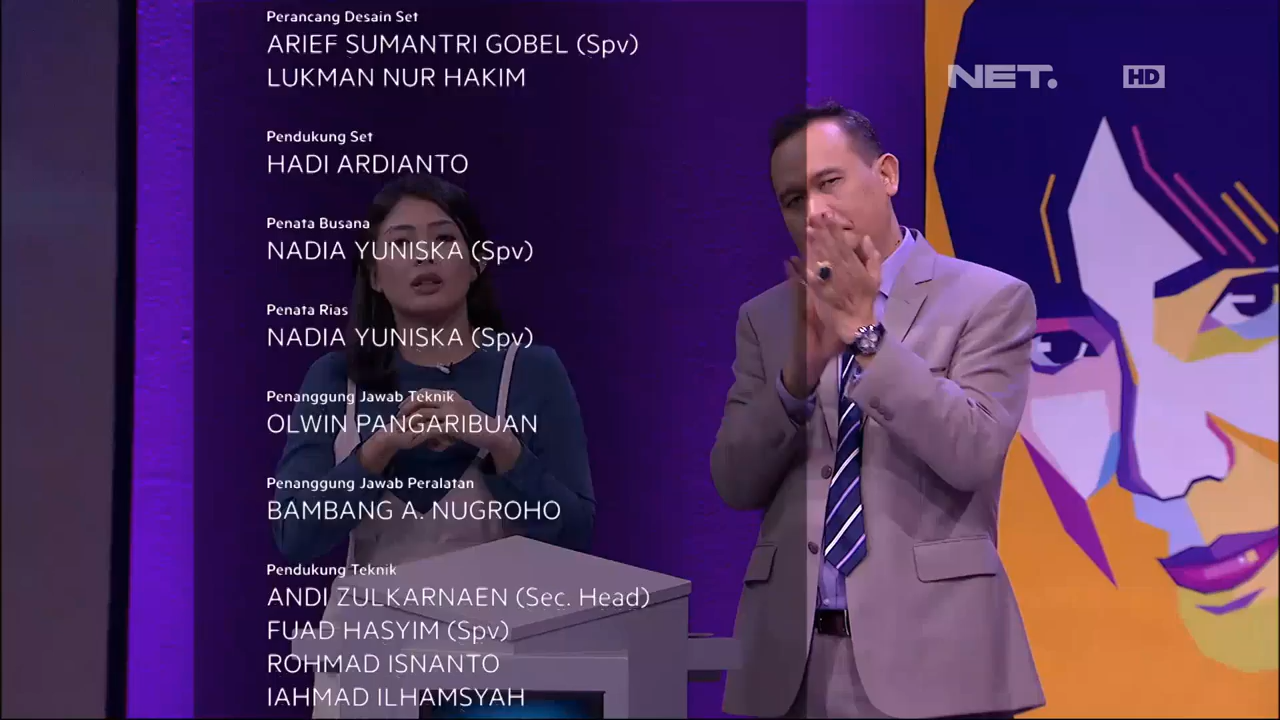 Perancang Desain Set
ARIEF SUMANTRI GOBEL (Spv)
LUKMAN NUR HAKIM
NET.
HD
Pendukung Set
HADI ARDIANTO
Penata Busana
NADIA YUNISKA (Spv)
Penata Rias
NADIA YUNISKA (Spv)
Penanggung Jawab Teknik
OLWIN PANGARIBUAN
Penanggung Jawab Peralatan
BAMBANG A. NUGROHO
Pendukung Teknik
ANDI ZULKARNAEN (Sec. Head)
FUAD HASYIM (Spv)
ROHMAD ISNANTO
IAHMAD ILHAMSYAH